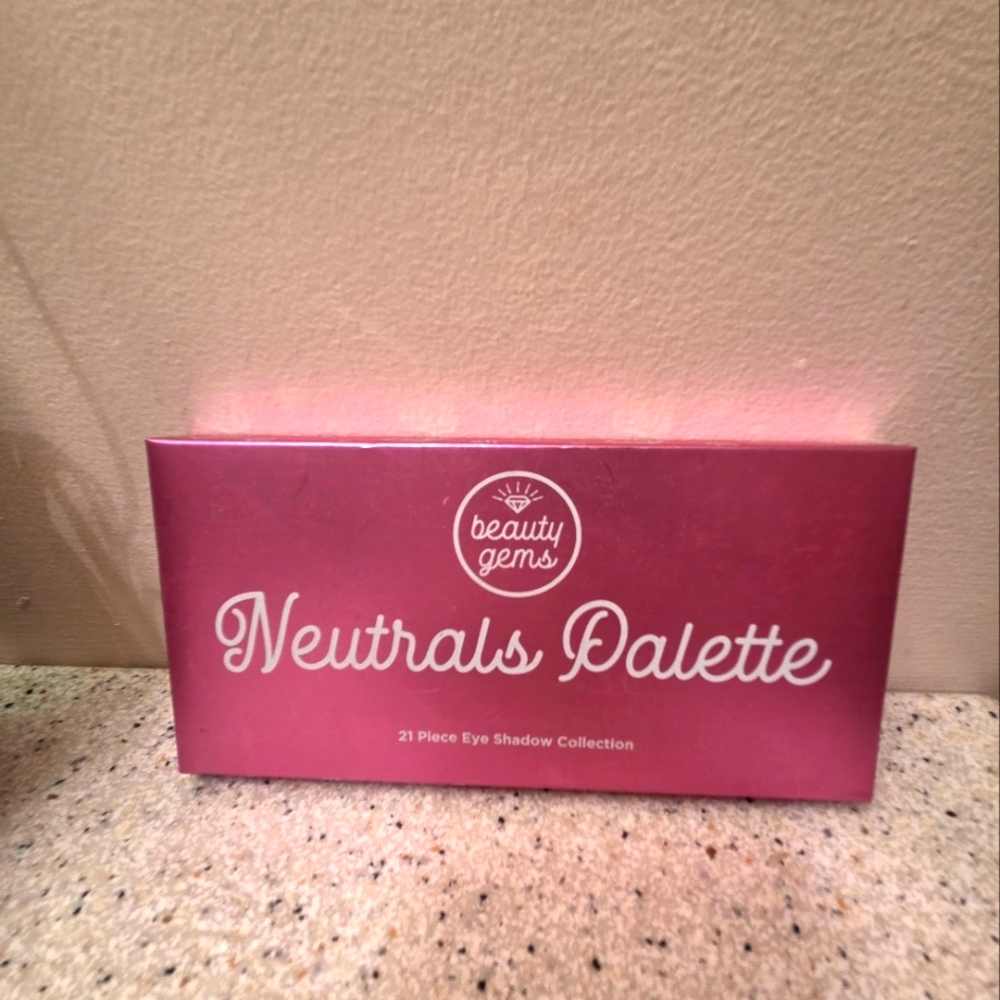 beauty
gems
Neutrals Palette
21 Piece Eye Shadow Collection